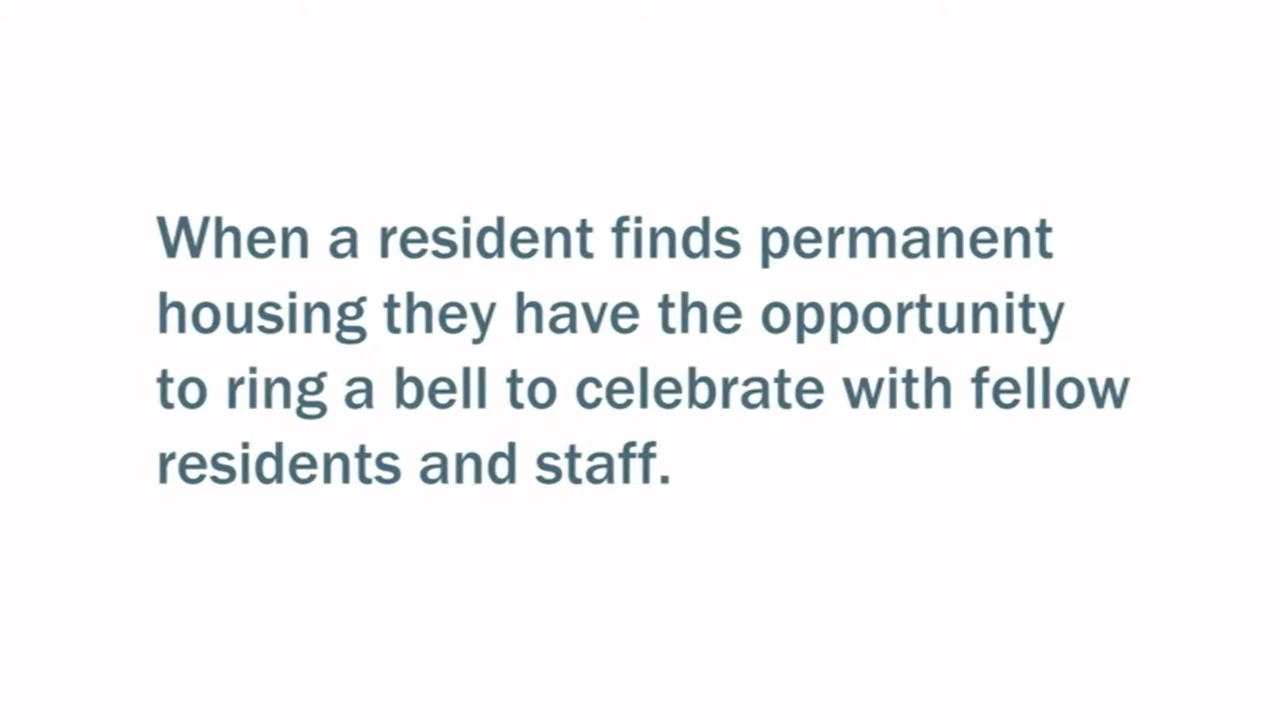 When a resident finds permanent
housing they have the opportunity
to ring a bell to celebrate with fellow
residents and staff.